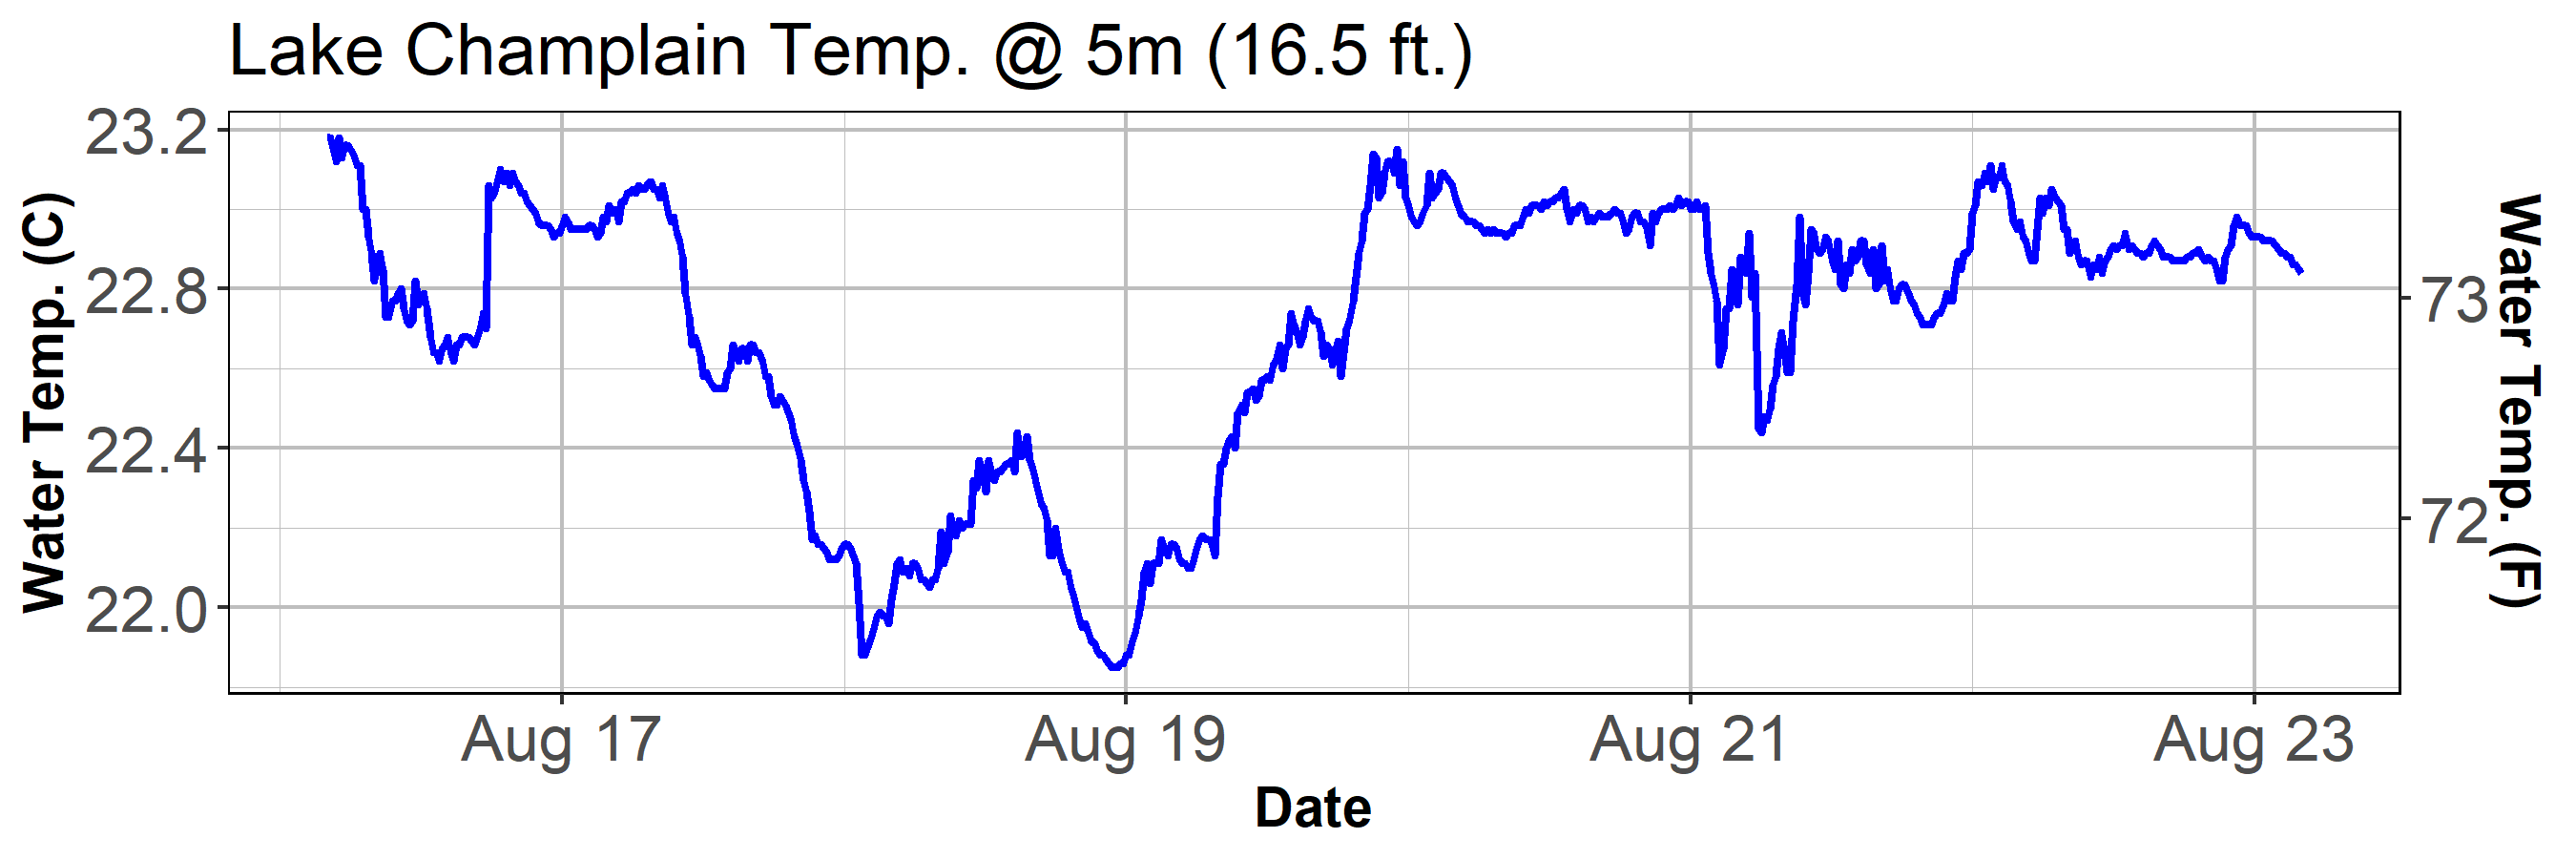 Lake Champlain Temp. @ 5m (16.5 ft.)
Water Temp. (C)
23.2
22.8
22.4
22.0
73
72
Water Temp. (F)
Aug 17 Aug 19 Aug 21 Aug 23
Date